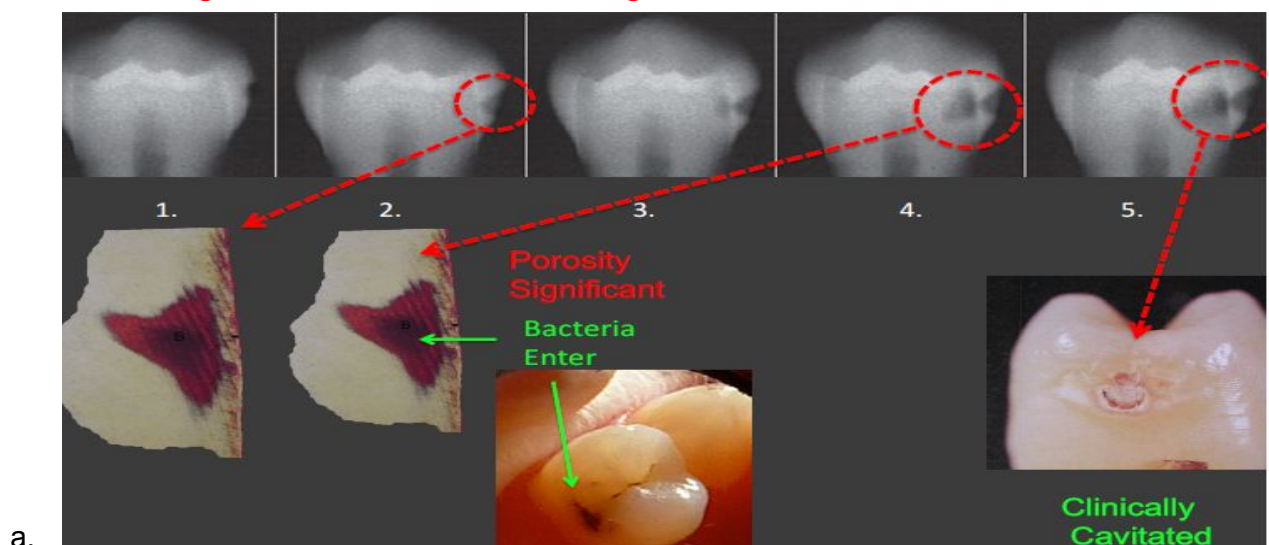 1.
2.
3.
4.
5.
Porosity
Significant
B
B
Bacteria
Enter
Clinically
Cavitated
a.